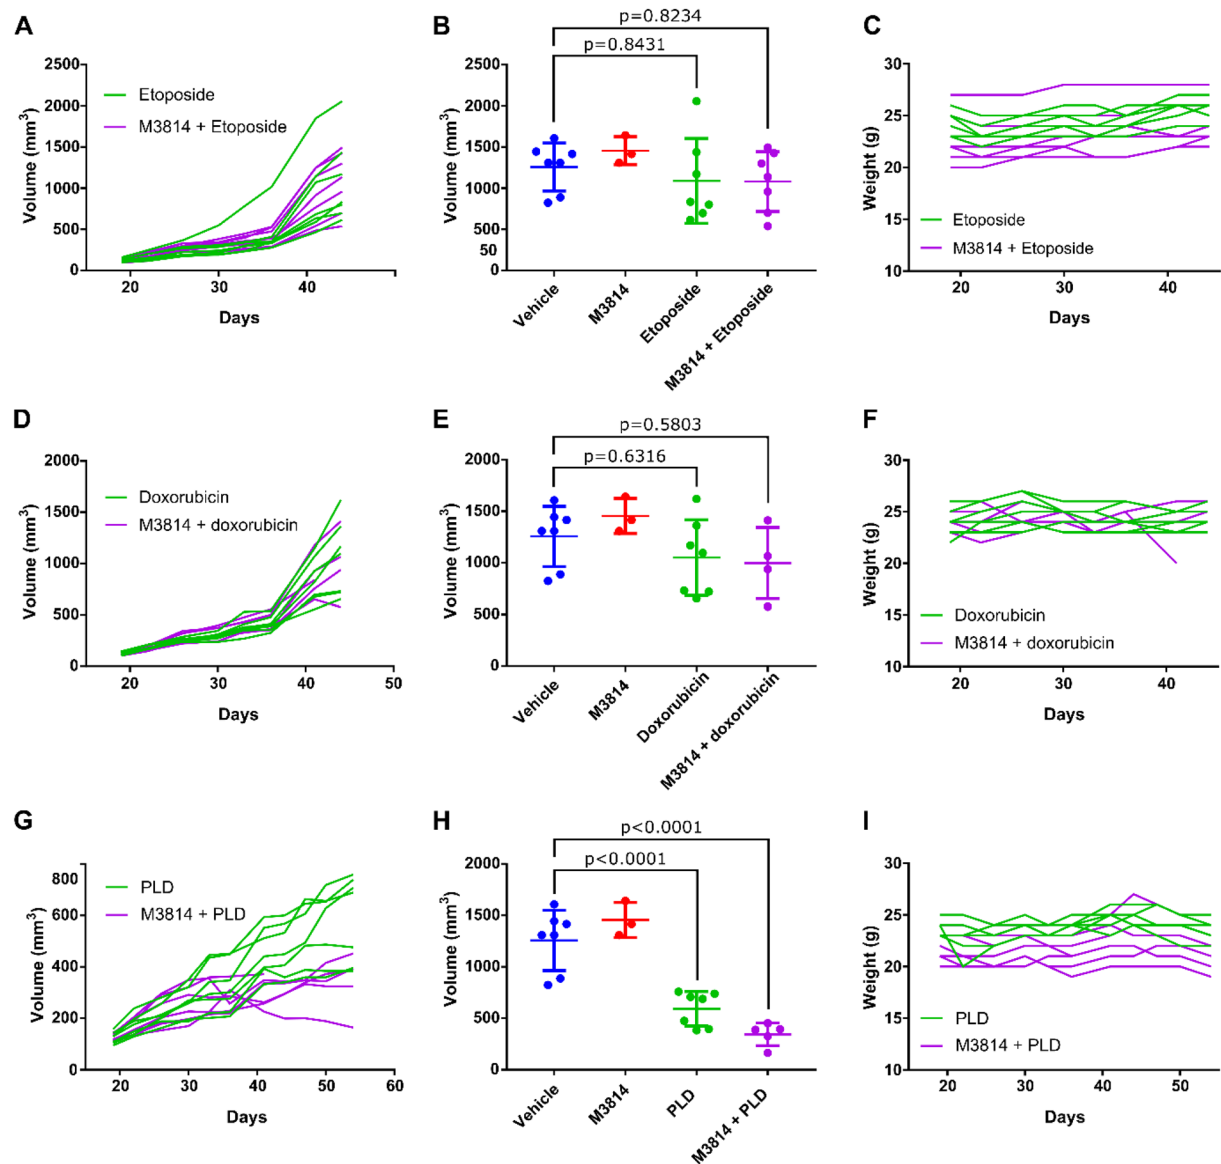 A
Volume (mm³)
2500
2000
1500
1000
500
0
Etoposide
M3814 + Etoposide
20
30
40
50
Days
B
p=0.8234
p=0.8431
Volume (mm³)
2500
2000
1500
1000
50
0
Vehicle
M3814
Etoposide
M3814 + Etoposide
C
Weight (g)
30
25
20
15
10
Etoposide
M3814 + Etoposide
20
30
40
Days
D
Volume (mm³)
2000
1500
1000
500
0
Doxorubicin
M3814 + doxorubicin
20
30
40
50
Days
E
p=0.5803
p=0.6316
Volume (mm³)
2000
1500
1000
500
0
Vehicle
M3814
Doxorubicin
M3814 + doxorubicin
F
Weight (g)
30
25
20
15
10
Doxorubicin
M3814 + doxorubicin
20
30
40
Days
G
Volume (mm³)
800
600
400
200
0
PLD
M3814 + PLD
20
30
40
50
60
Days
H
p<0.0001
p<0.0001
Volume (mm³)
2000
1500
1000
500
0
Vehicle
M3814
PLD
M3814 + PLD
I
Weight (g)
30
25
20
15
10
PLD
M3814 + PLD
20
30
40
50
Days